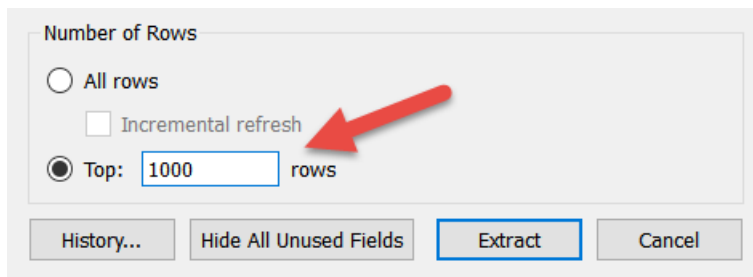 Number of Rows
All rows
Incremental refresh
Top: 1000 rows
History... Hide All Unused Fields Extract Cancel